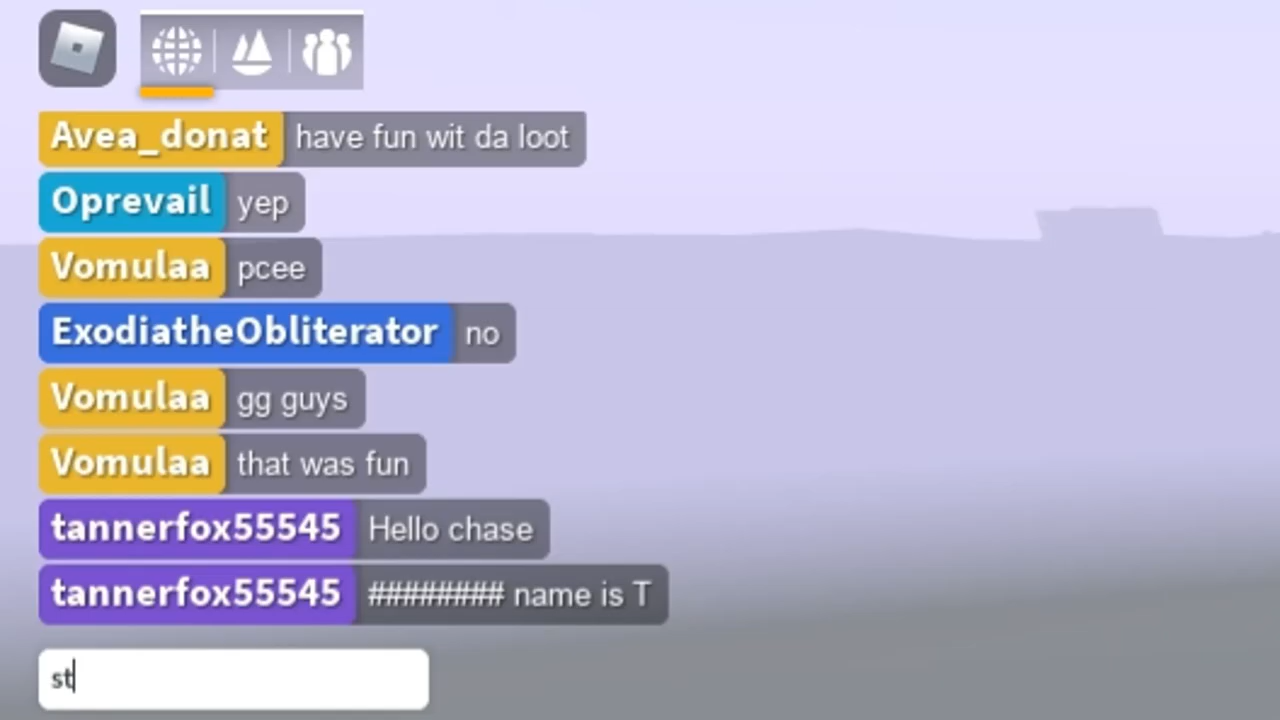 Avea_donat have fun wit da loot
Oprevail yep
Vomulaa pcee
ExodiatheObliterator no
Vomulaa gg guys
Vomulaa that was fun
tannerfox55545 Hello chase
tannerfox55545 ######## name is T
st